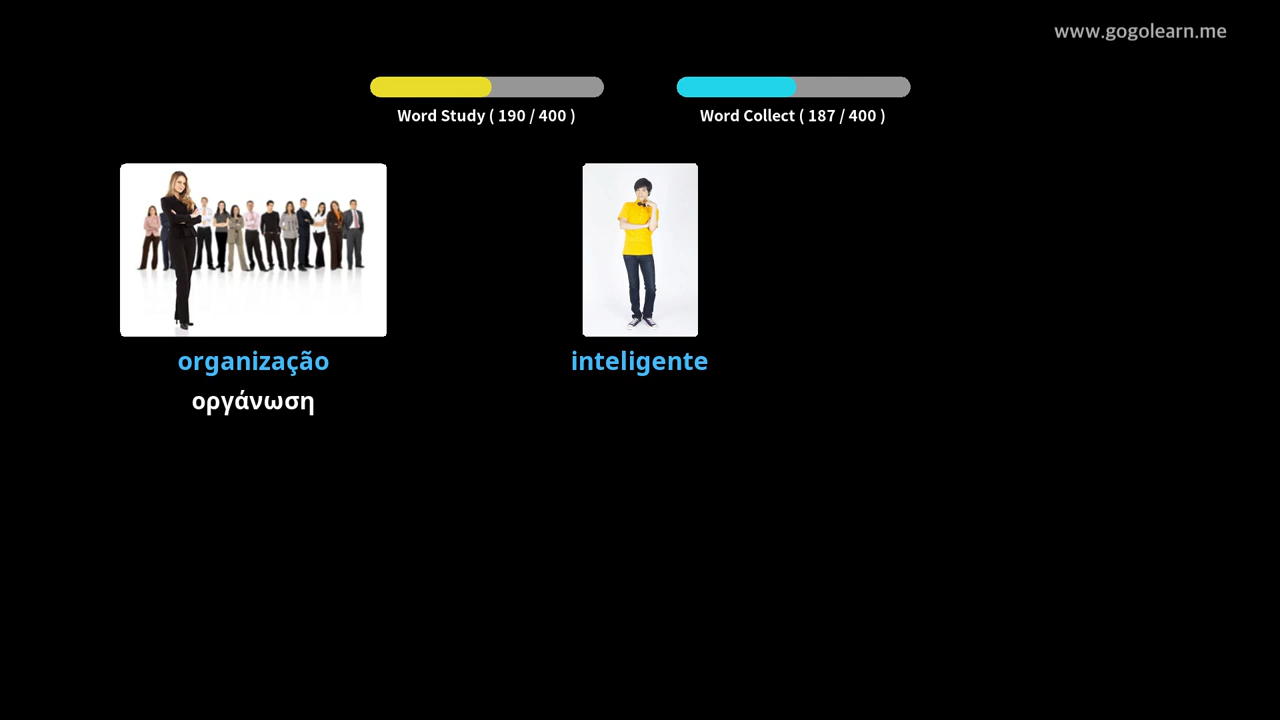 www.gogolearn.me
Word Study ( 190 / 400 )
Word Collect ( 187 / 400 )
organização
οργάνωση
inteligente